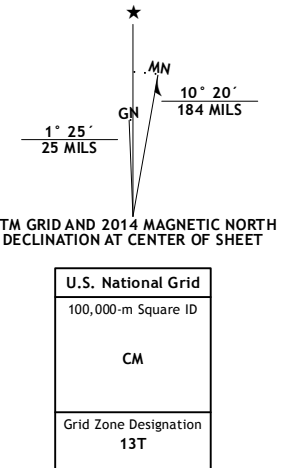 ★
MN
10° 20´
184 MILS
GN
1° 25´
25 MILS
TM GRID AND 2014 MAGNETIC NORTH
DECLINATION AT CENTER OF SHEET
U.S. National Grid
100,000-m Square ID
CM
Grid Zone Designation
13T